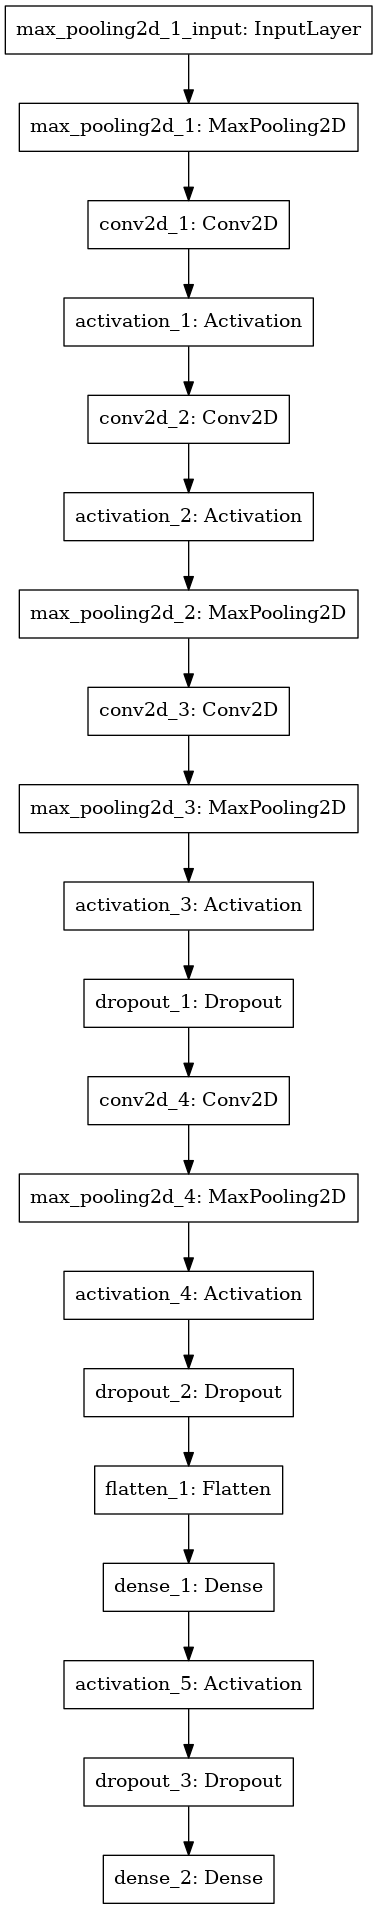 max_pooling2d_1_input: InputLayer
max_pooling2d_1: MaxPooling2D
conv2d_1: Conv2D
activation_1: Activation
conv2d_2: Conv2D
activation_2: Activation
max_pooling2d_2: MaxPooling2D
conv2d_3: Conv2D
max_pooling2d_3: MaxPooling2D
activation_3: Activation
dropout_1: Dropout
conv2d_4: Conv2D
max_pooling2d_4: MaxPooling2D
activation_4: Activation
dropout_2: Dropout
flatten_1: Flatten
dense_1: Dense
activation_5: Activation
dropout_3: Dropout
dense_2: Dense